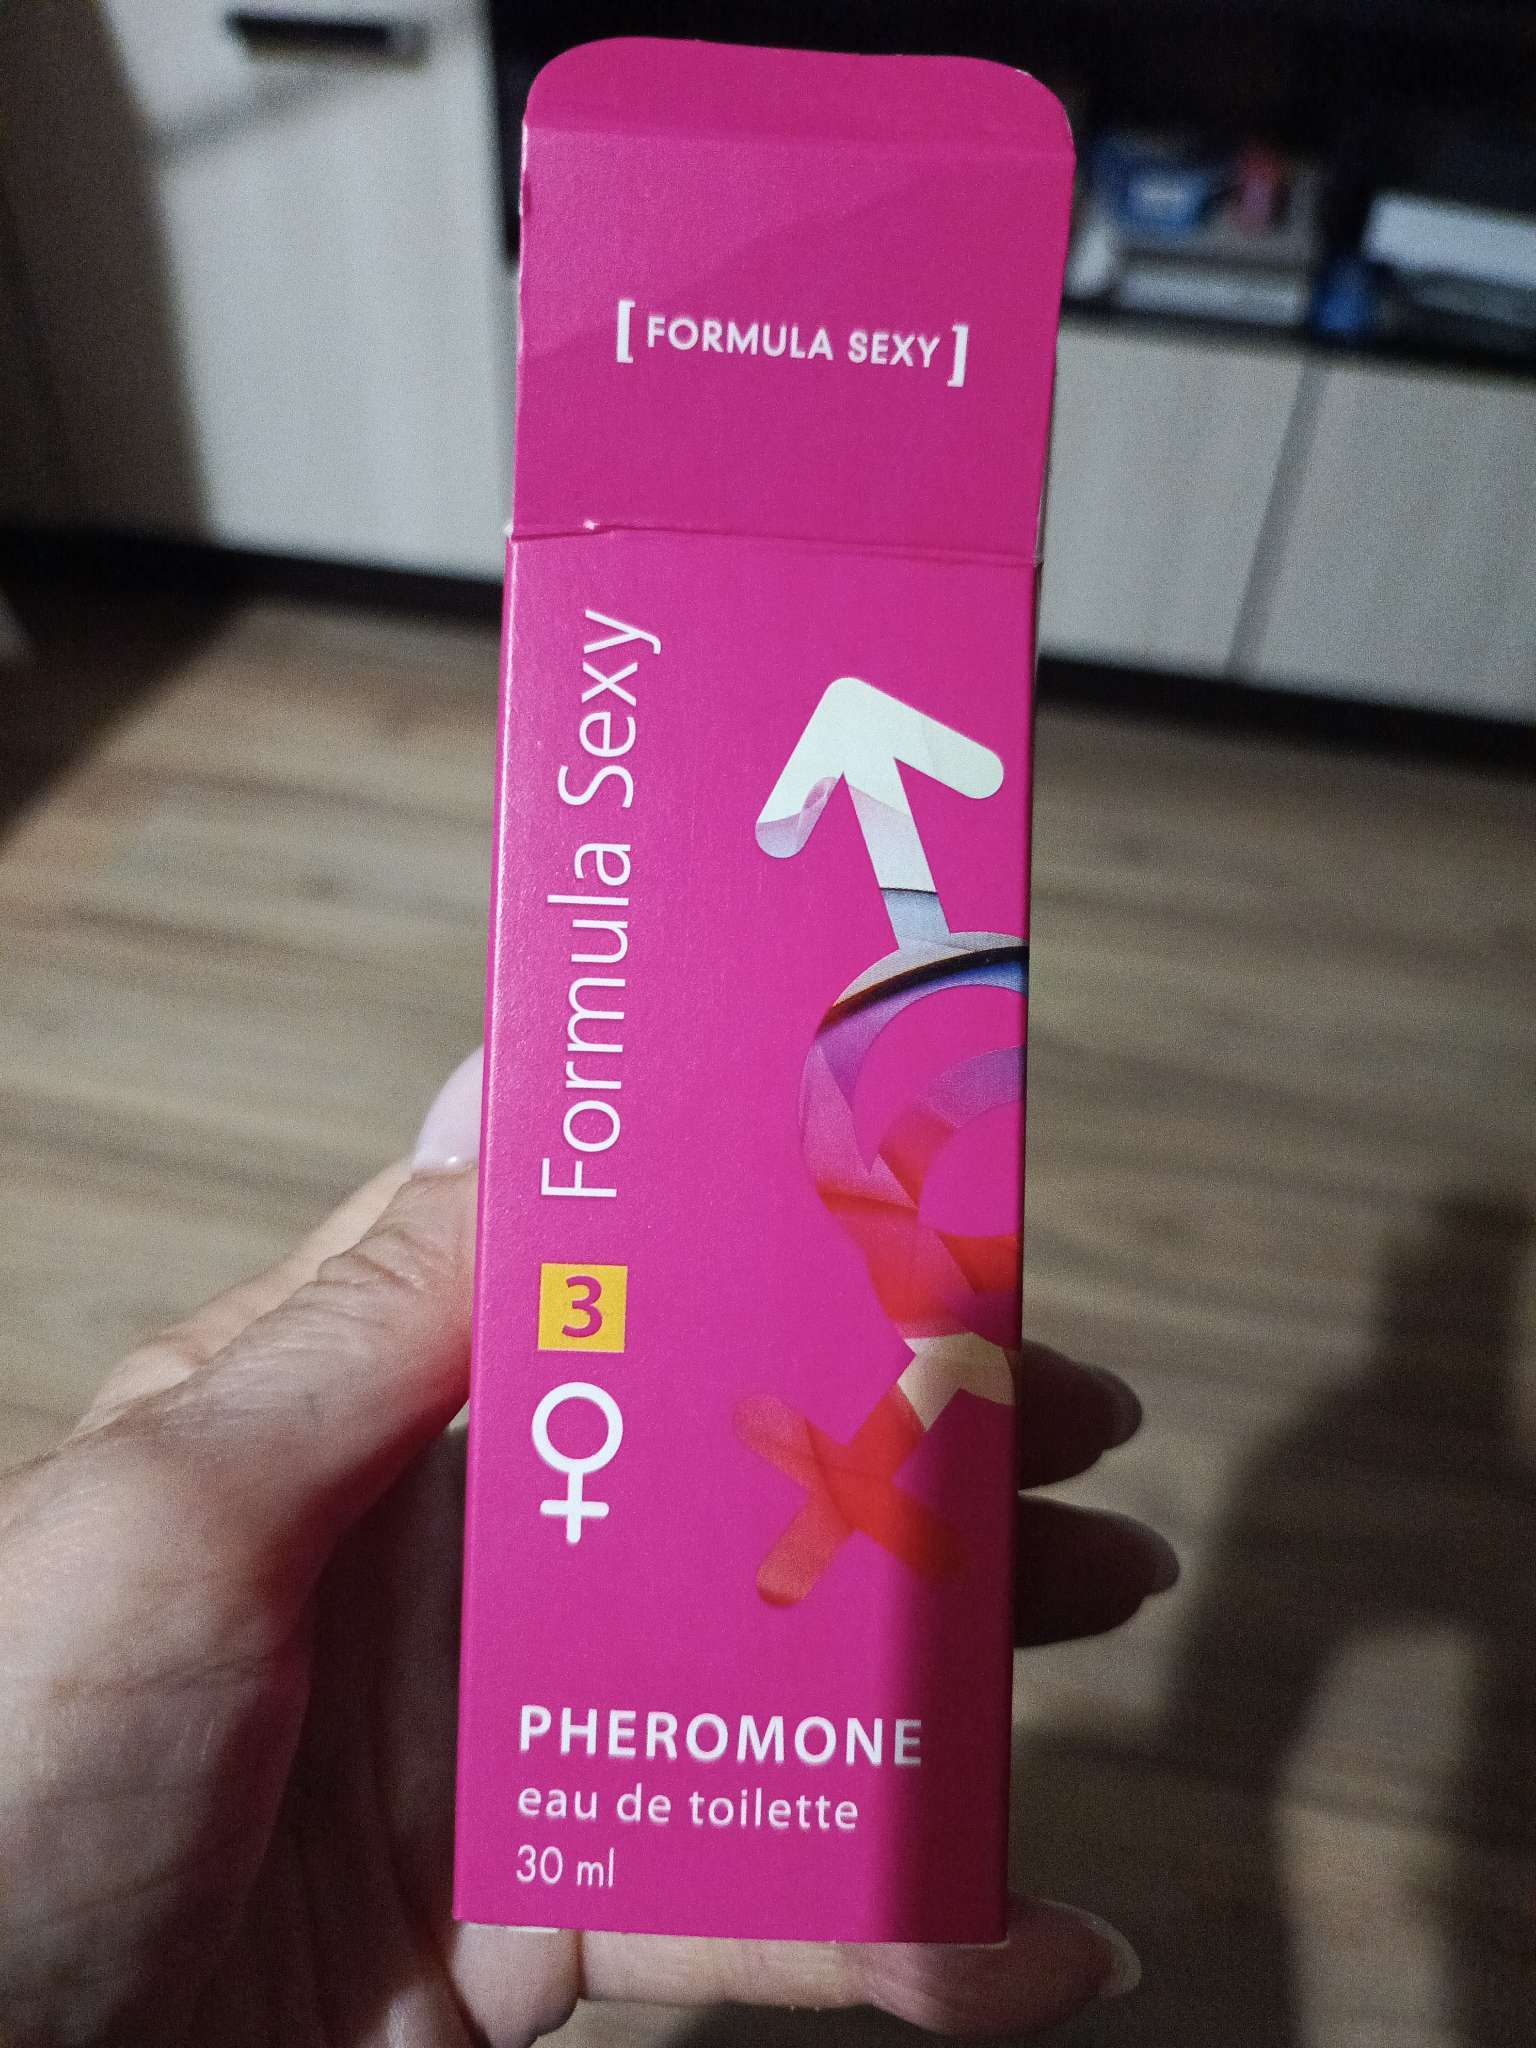 [FORMULA SEXY]
Formula Sexy
3
PHEROMONE
eau de toilette
30 ml